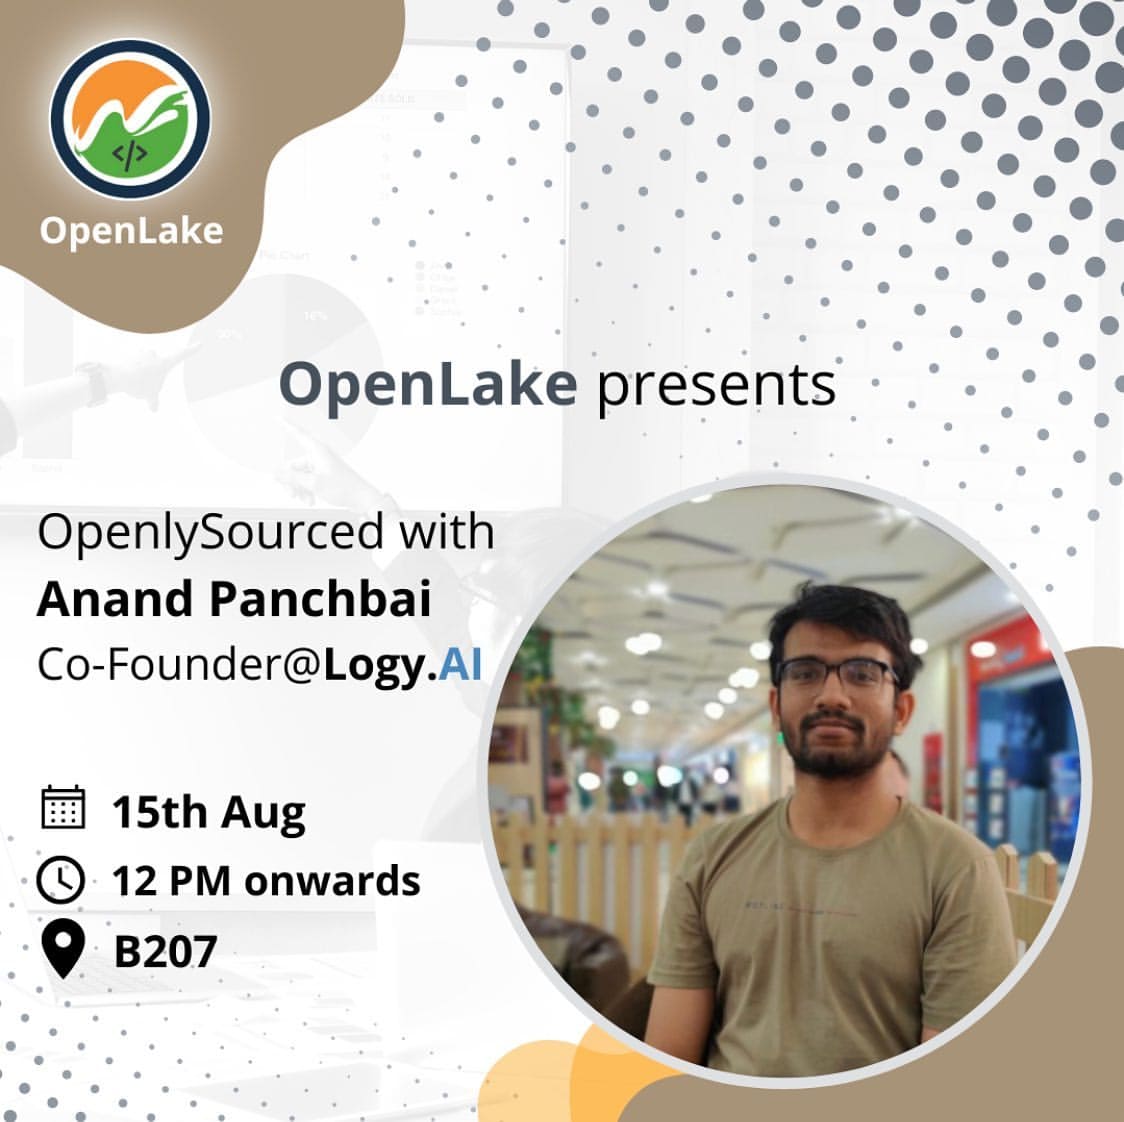 OpenLake
OpenLake presents
OpenlySourced with
Anand Panchbai
Co-Founder@Logy.AI
15th Aug
12 PM onwards
B207